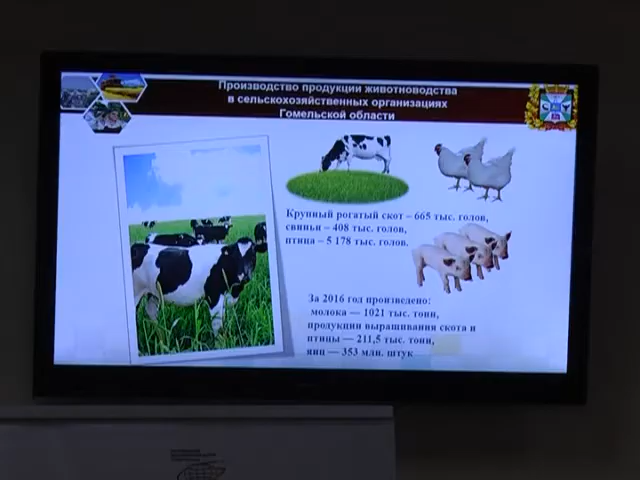 Производство продукции животноводства
в сельскохозяйственных организациях
Гомельской области
Крупный рогатый скот – 665 тыс. голов,
свиньи – 408 тыс. голов,
птица – 5 178 тыс. голов.
За 2016 год произведено:
молока — 1021 тыс. тонн,
продукции выращивания скота и
птицы — 211,5 тыс. тонн,
яиц — 353 млн. штук